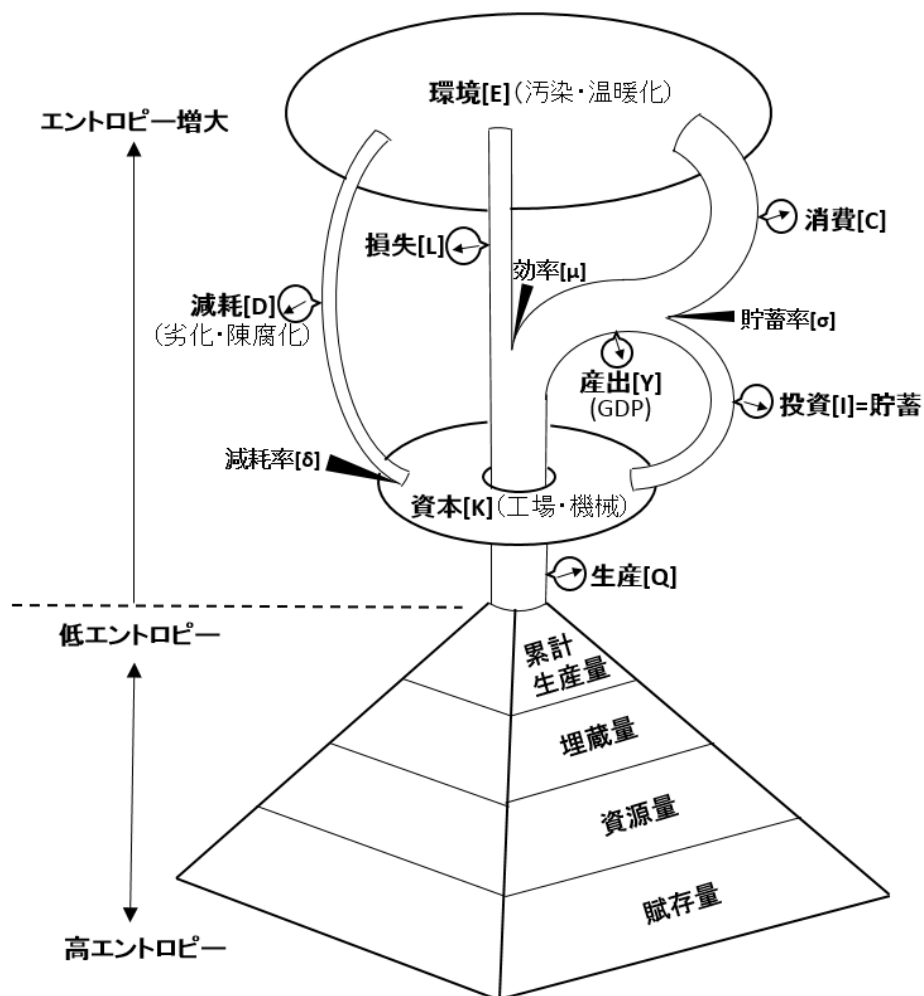 環境[E](汚染・温暖化)
エントロピー増大
消費[C]
損失[L]
効率[μ]
減耗[D]
(劣化・陳腐化)
貯蓄率[σ]
産出[Y]
(GDP)
投資[I]=貯蓄
減耗率[δ]
資本[K](工場・機械)
生産[Q]
低エントロピー
累計
生産量
埋蔵量
資源量
賦存量
高エントロピー